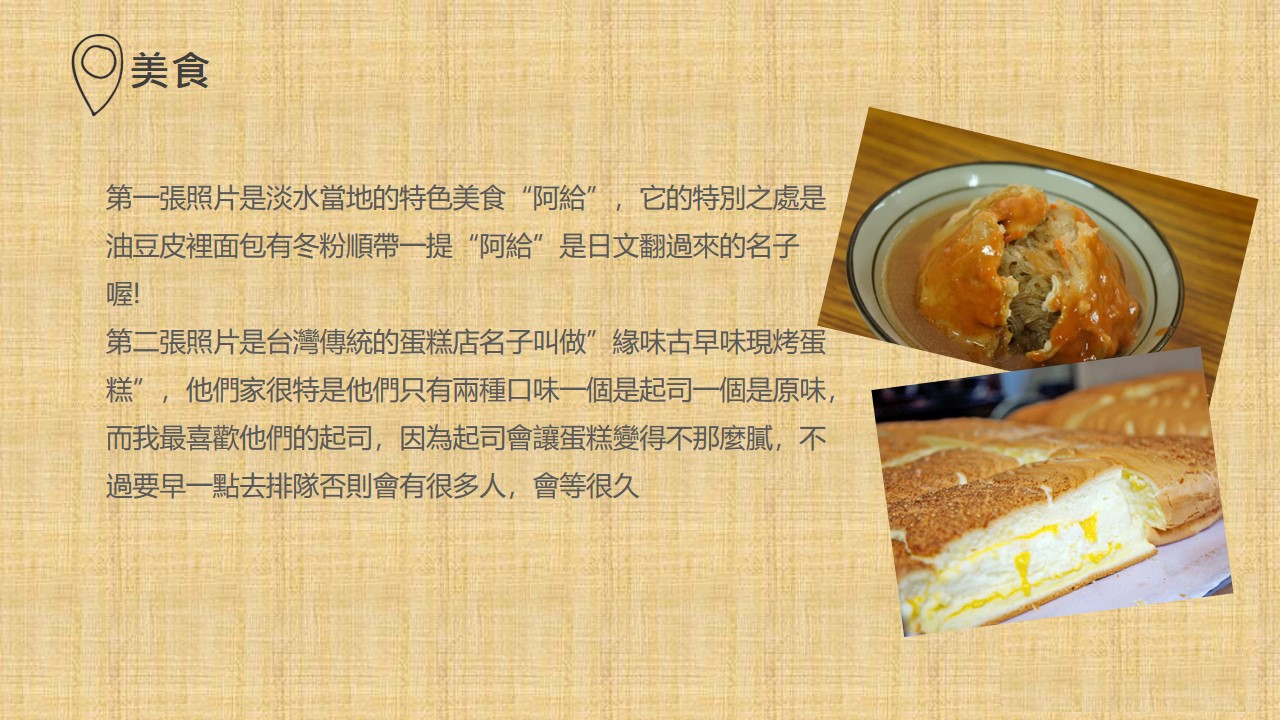 美食
第一張照片是淡水當地的特色美食“阿給”，它的特別之處是
油豆皮裡面包有冬粉順帶一提“阿給”是日文翻過來的名子
喔!
第二張照片是台灣傳統的蛋糕店名子叫做”緣味古早味現烤蛋
糕”，他們家很特是他們只有兩種口味一個是起司一個是原味，
而我最喜歡他們的起司，因為起司會讓蛋糕變得不那麼膩，不
過要早一點去排隊否則會有很多人，會等很久